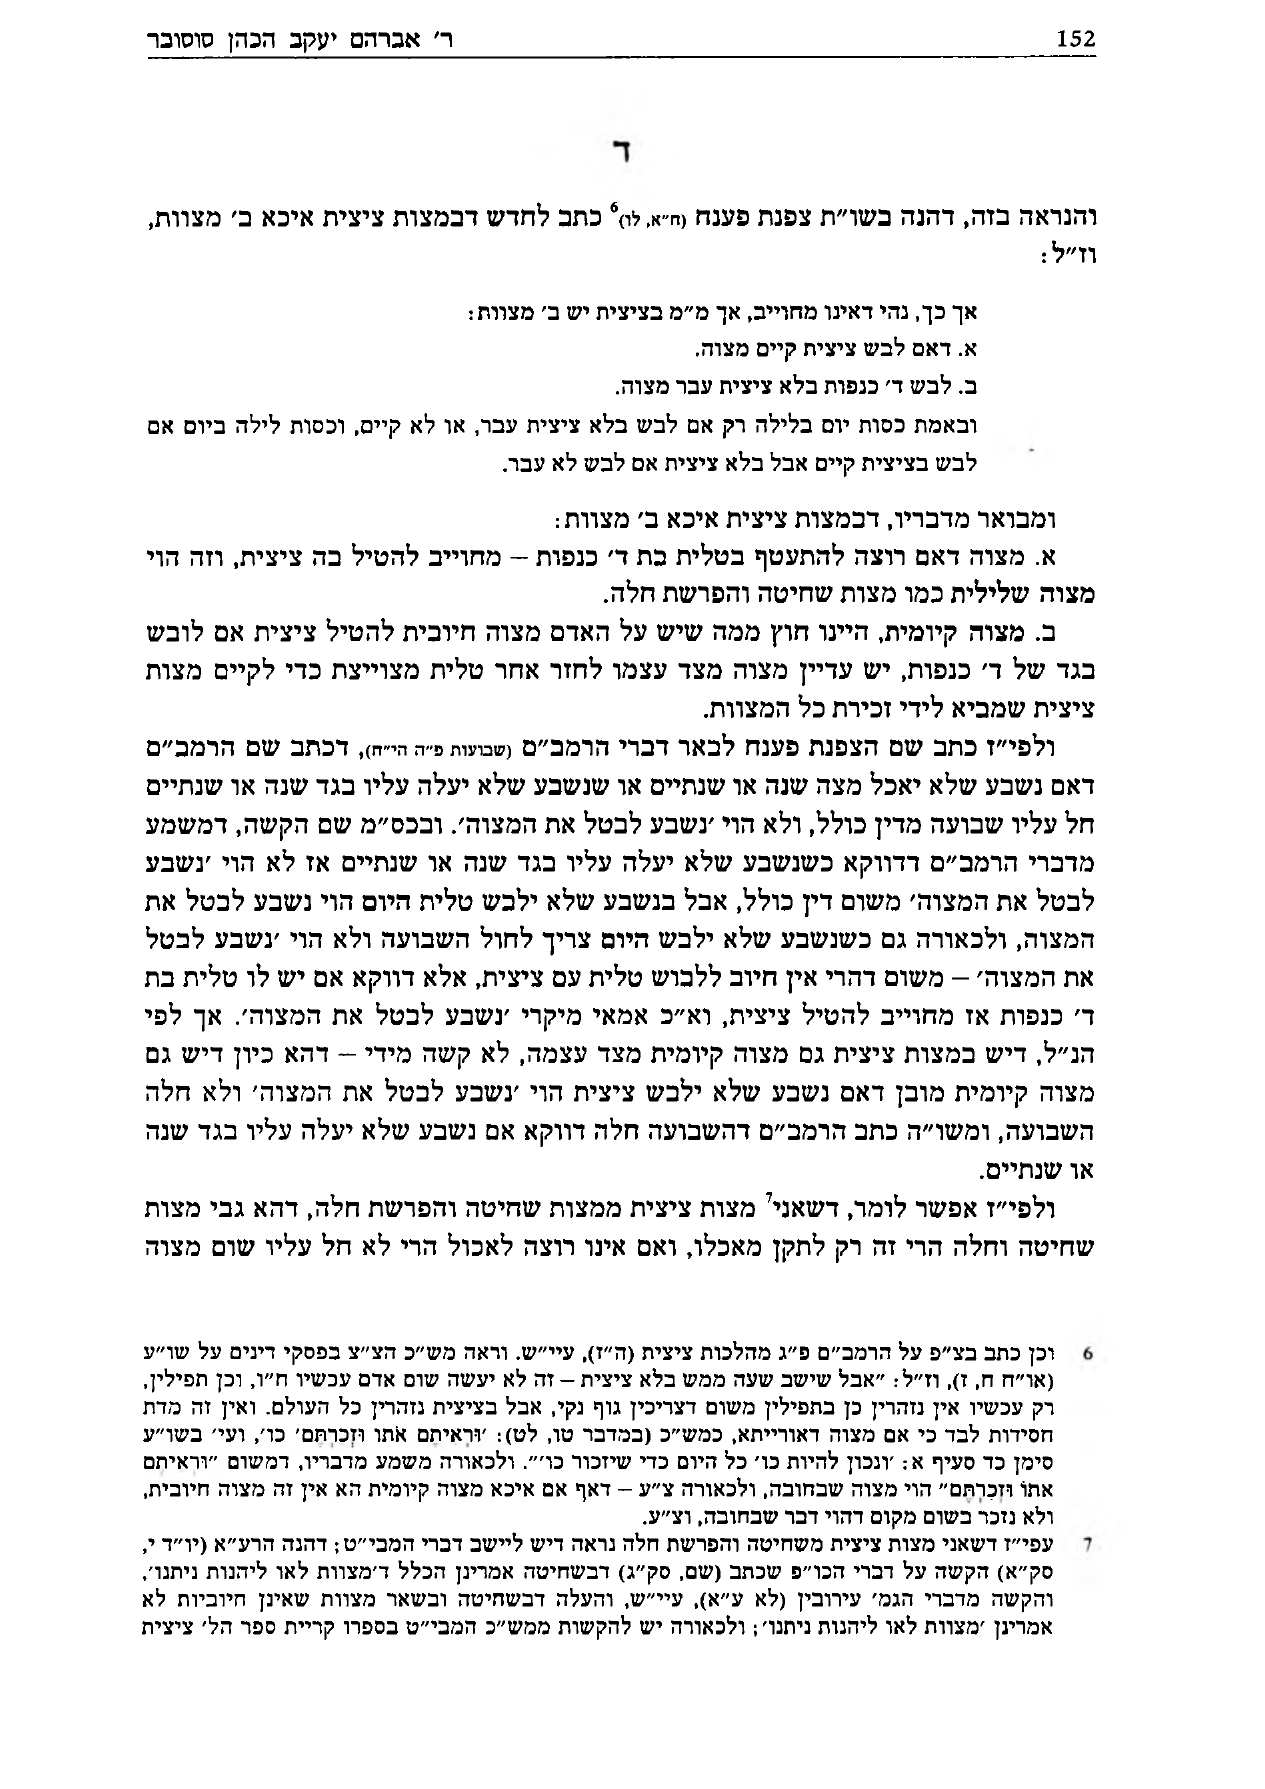 152
ר׳ אברהם יעקב הכהן סוסובר
ד
והנראה בזה, דהנה בשו״ת צפנת פענח (ח״א, לו)6 כתב לחדש דבמצות ציצית איכא ב׳ מצוות,
וז״ל:
אך כך, נהי דאינו מחוייב, אך מ״מ בציצית יש ב׳ מצוות:
א. דאם לבש ציצית קיים מצוה.
ב. לבש ד׳ כנפות בלא ציצית עבר מצוה.
ובאמת כסות יום בלילה רק אם לבש בלא ציצית עבר, או לא קיים, וכסות לילה ביום אם
לבש בציצית קיים אבל בלא ציצית אם לבש לא עבר.
ומבואר מדבריו, דבמצות ציצית איכא ב׳ מצוות:
א. מצוה דאם רוצה להתעטף בטלית בת ד׳ כנפות – מחוייב להטיל בה ציצית, וזה הוי
מצוה שלילית כמו מצות שחיטה והפרשת חלה.
ב. מצוה קיומית, היינו חוץ ממה שיש על האדם מצוה חיובית להטיל ציצית אם לובש
בגד של ד׳ כנפות, יש עדיין מצוה מצד עצמו לחזר אחר טלית מצוייצת כדי לקיים מצות
ציצית שמביא לידי זכירת כל המצוות.
ולפי״ז כתב שם הצפנת פענח לבאר דברי הרמב״ם (שבועות פ״ה הי״ח), דכתב שם הרמב״ם
דאם נשבע שלא יאכל מצה שנה או שנתיים או שנשבע שלא יעלה עליו בגד שנה או שנתיים
חל עליו שבועה מדין כולל, ולא הוי ׳נשבע לבטל את המצוה׳. ובכס״מ שם הקשה, דמשמע
מדברי הרמב״ם דדווקא כשנשבע שלא יעלה עליו בגד שנה או שנתיים אז לא הוי ׳נשבע
לבטל את המצוה׳ משום דין כולל, אבל בנשבע שלא ילבש טלית היום הוי נשבע לבטל את
המצוה, ולכאורה גם כשנשבע שלא ילבש היום צריך לחול השבועה ולא הוי ׳נשבע לבטל
את המצוה׳ – משום דהרי אין חיוב ללבוש טלית עם ציצית, אלא דווקא אם יש לו טלית בת
ד׳ כנפות אז מחוייב להטיל ציצית, וא״כ אמאי מיקרי ׳נשבע לבטל את המצוה׳. אך לפי
הנ״ל, דיש במצות ציצית גם מצוה קיומית מצד עצמה, לא קשה מידי – דהא כיון דיש גם
מצוה קיומית מובן דאם נשבע שלא ילבש ציצית הוי ׳נשבע לבטל את המצוה׳ ולא חלה
השבועה, ומשו״ה כתב הרמב״ם דהשבועה חלה דווקא אם נשבע שלא יעלה עליו בגד שנה
או שנתיים.
ולפי״ז אפשר לומר, דשאני7 מצות ציצית ממצות שחיטה והפרשת חלה, דהא גבי מצות
שחיטה וחלה הרי זה רק לתקן מאכלו, ואם אינו רוצה לאכול הרי לא חל עליו שום מצוה
6 וכן כתב בצ״פ על הרמב״ם פ״ג מהלכות ציצית (ה״ז), עיי״ש. וראה מש״כ הצ״צ בפסקי דינים על שו״ע
(או״ח ח, ז), וז״ל: ״אבל שישב שעה ממש בלא ציצית – זה לא יעשה שום אדם עכשיו ח״ו, וכן תפילין,
רק עכשיו אין נזהרין כן בתפילין משום דצריכין גוף נקי, אבל בציצית נזהרין כל העולם. ואין זה מדת
חסידות לבד כי אם מצוה דאורייתא, כמש״כ (במדבר טו, לט): ׳וּרְאִיתֶם אֹתוֹ וּזְכַרְתֶּם׳ כו׳, ועי׳ בשו״ע
סימן כד סעיף א: ׳ונכון להיות כו׳ כל היום כדי שיזכור כו׳״. ולכאורה משמע מדבריו, דמשום ״וּרְאִיתֶם
אתוֹ וּזְכַרְתֶּם״ הוי מצוה שבחובה, ולכאורה צ״ע – דאף אם איכא מצוה קיומית הא אין זה מצוה חיובית,
ולא נזכר בשום מקום דהוי דבר שבחובה, וצ״ע.
7 עפי״ז דשאני מצות ציצית משחיטה והפרשת חלה נראה דיש ליישב דברי המבי״ט; דהנה הרע״א (יו״ד י,
סק״א) הקשה על דברי הכו״פ שכתב (שם, סק״ג) דבשחיטה אמרינן הכלל ד׳מצוות לאו ליהנות ניתנו׳,
והקשה מדברי הגמ׳ עירובין (לא ע״א), עיי״ש, והעלה דבשחיטה ובשאר מצוות שאינן חיוביות לא
אמרינן ׳מצוות לאו ליהנות ניתנו׳; ולכאורה יש להקשות ממש״כ המבי״ט בספרו קריית ספר הל׳ ציצית